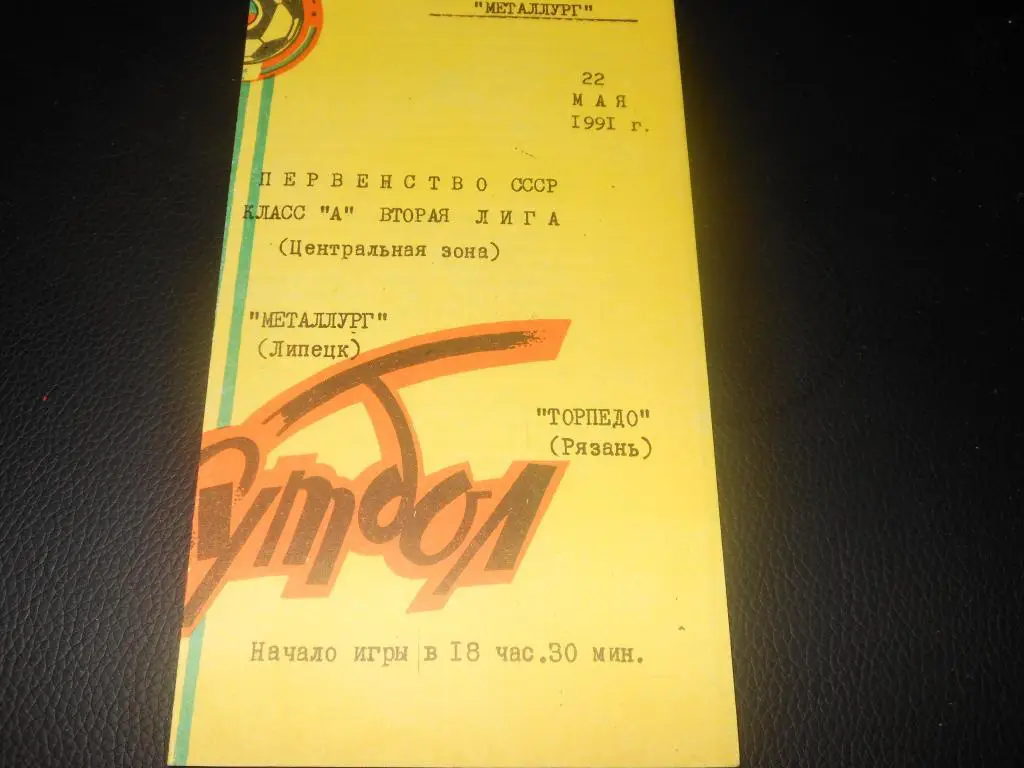 "МЕТАЛЛУРГ"
22
МАЯ
1991 г.
ПЕРВЕНСТВО СССР
КЛАСС "А" ВТОРАЯ ЛИГА
(Центральная зона)
"МЕТАЛЛУРГ"
(Липецк)
"ТОРПЕДО"
(Рязань)
футбол
Начало игры в 18 час.30 мин.